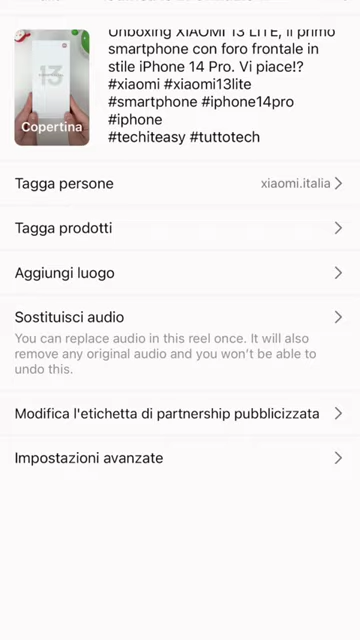 Unboxing XIAOMI 13 LITE, il primo
smartphone con foro frontale in
stile iPhone 14 Pro. Vi piace!?
#xiaomi #xiaomi13lite
#smartphone #iphone14pro
#iphone
#techiteasy #tuttotech
13
Copertina
Tagga persone
xiaomi.italia
Tagga prodotti
Aggiungi luogo
Sostituisci audio
You can replace audio in this reel once. It will also
remove any original audio and you won't be able to
undo this.
Modifica l'etichetta di partnership pubblicizzata
Impostazioni avanzate